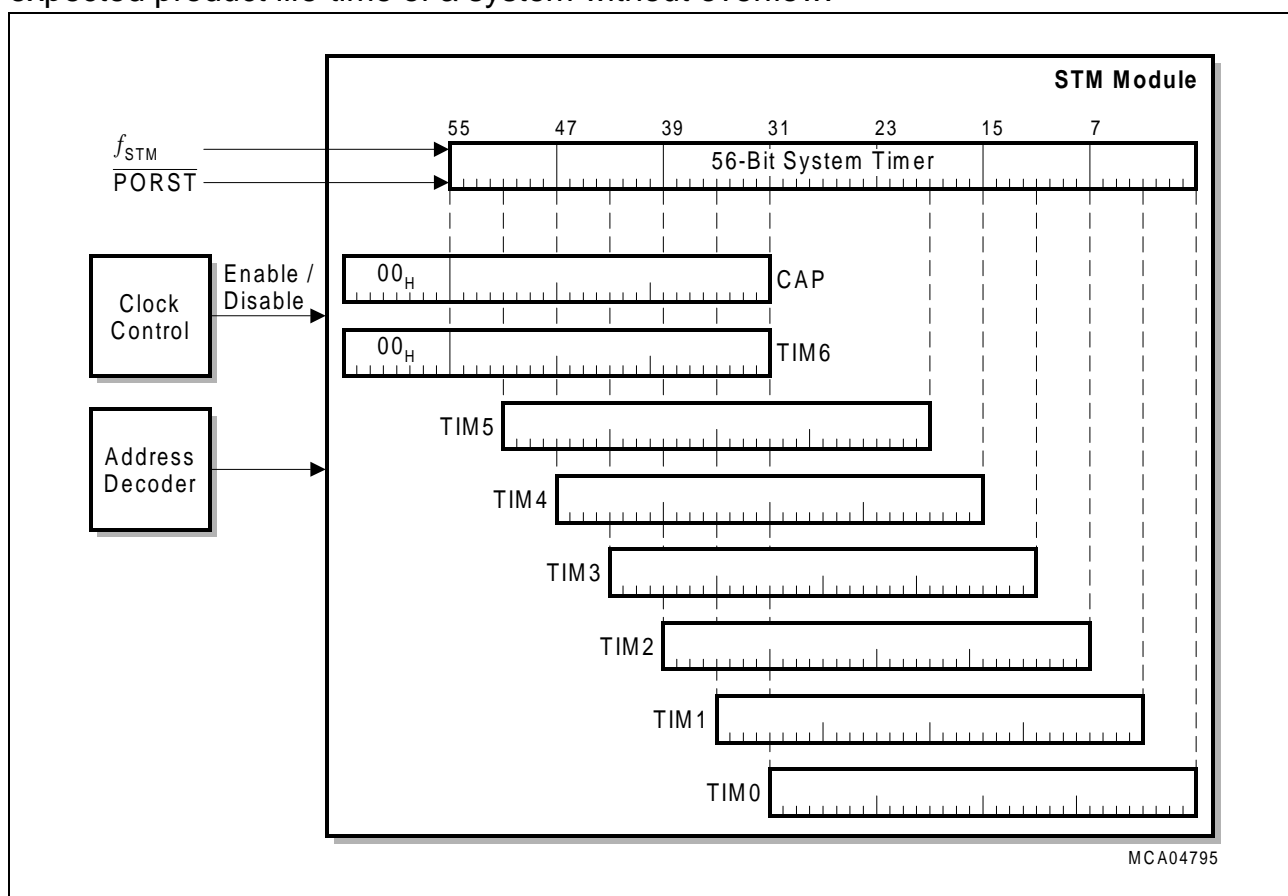 expected product life-time of a system without overflow.
STM Module
55 47 39 31 23 15 7
fSTM
PORST
56-Bit System Timer
Enable /
Disable
Clock
Control
00H
CAP
00H
TIM6
TIM5
Address
Decoder
TIM4
TIM3
TIM2
TIM1
TIM0
MCA04795